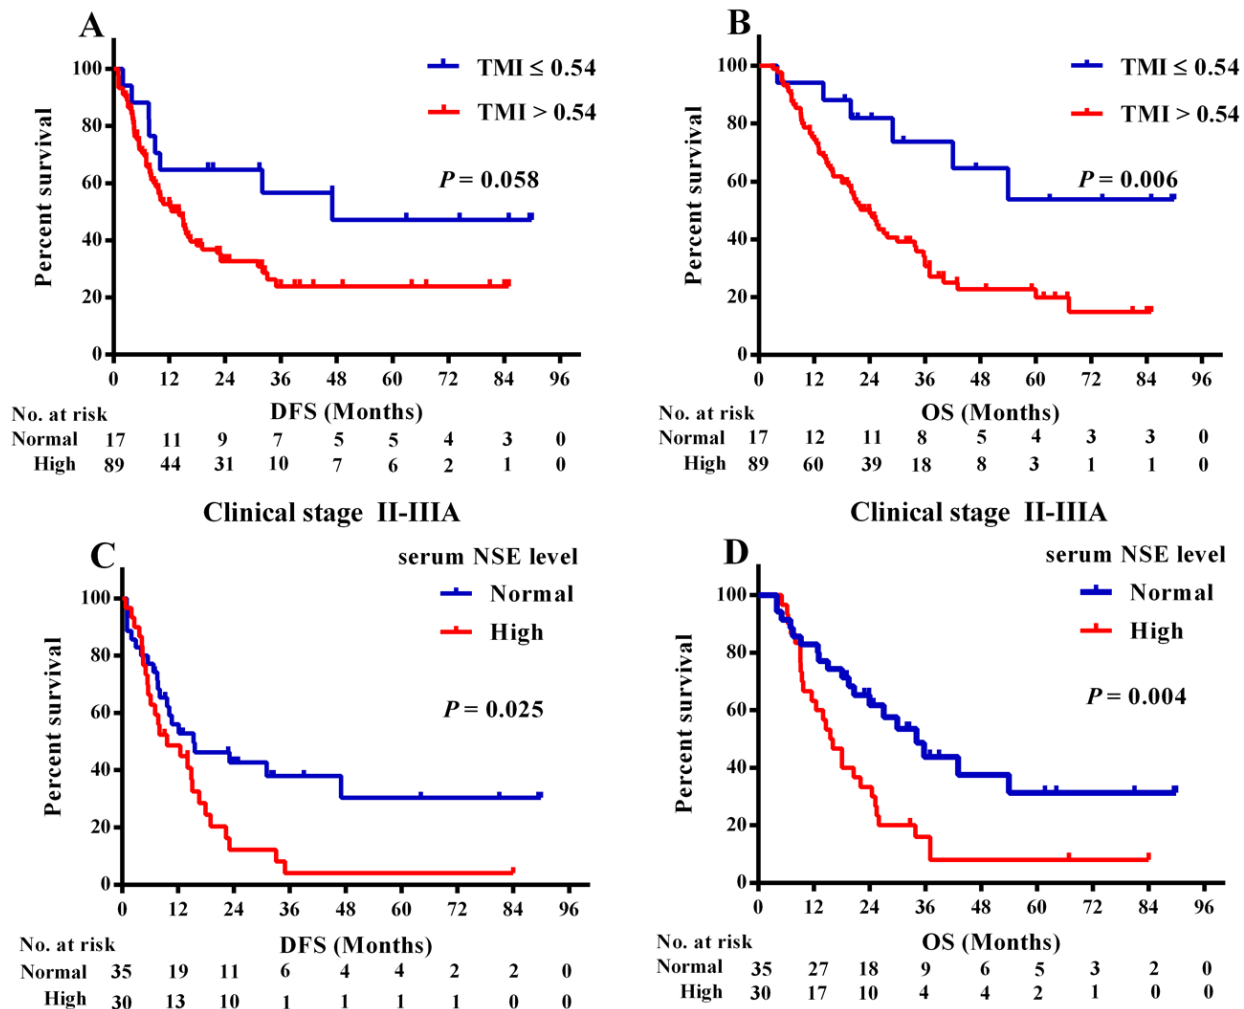 A
100
80
60
40
20
0
Percent survival
TMI ≤ 0.54
TMI > 0.54
P = 0.058
0 12 24 36 48 60 72 84 96
DFS (Months)
No. at risk
Normal 17 11 9 7 5 5 4 3 0
High 89 44 31 10 7 6 2 1 0
B
100
80
60
40
20
0
Percent survival
TMI ≤ 0.54
TMI > 0.54
P = 0.006
0 12 24 36 48 60 72 84 96
OS (Months)
No. at risk
Normal 17 12 11 8 5 4 3 3 0
High 89 60 39 18 8 3 1 1 0
Clinical stage II-IIIA
C
serum NSE level
Normal
High
100
80
60
40
20
0
Percent survival
P = 0.025
0 12 24 36 48 60 72 84 96
DFS (Months)
No. at risk
Normal 35 19 11 6 4 4 2 2 0
High 30 13 10 1 1 1 1 0 0
Clinical stage II-IIIA
D
serum NSE level
Normal
High
100
80
60
40
20
0
Percent survival
P = 0.004
0 12 24 36 48 60 72 84 96
OS (Months)
No. at risk
Normal 35 27 18 9 6 5 3 2 0
High 30 17 10 4 4 2 1 0 0